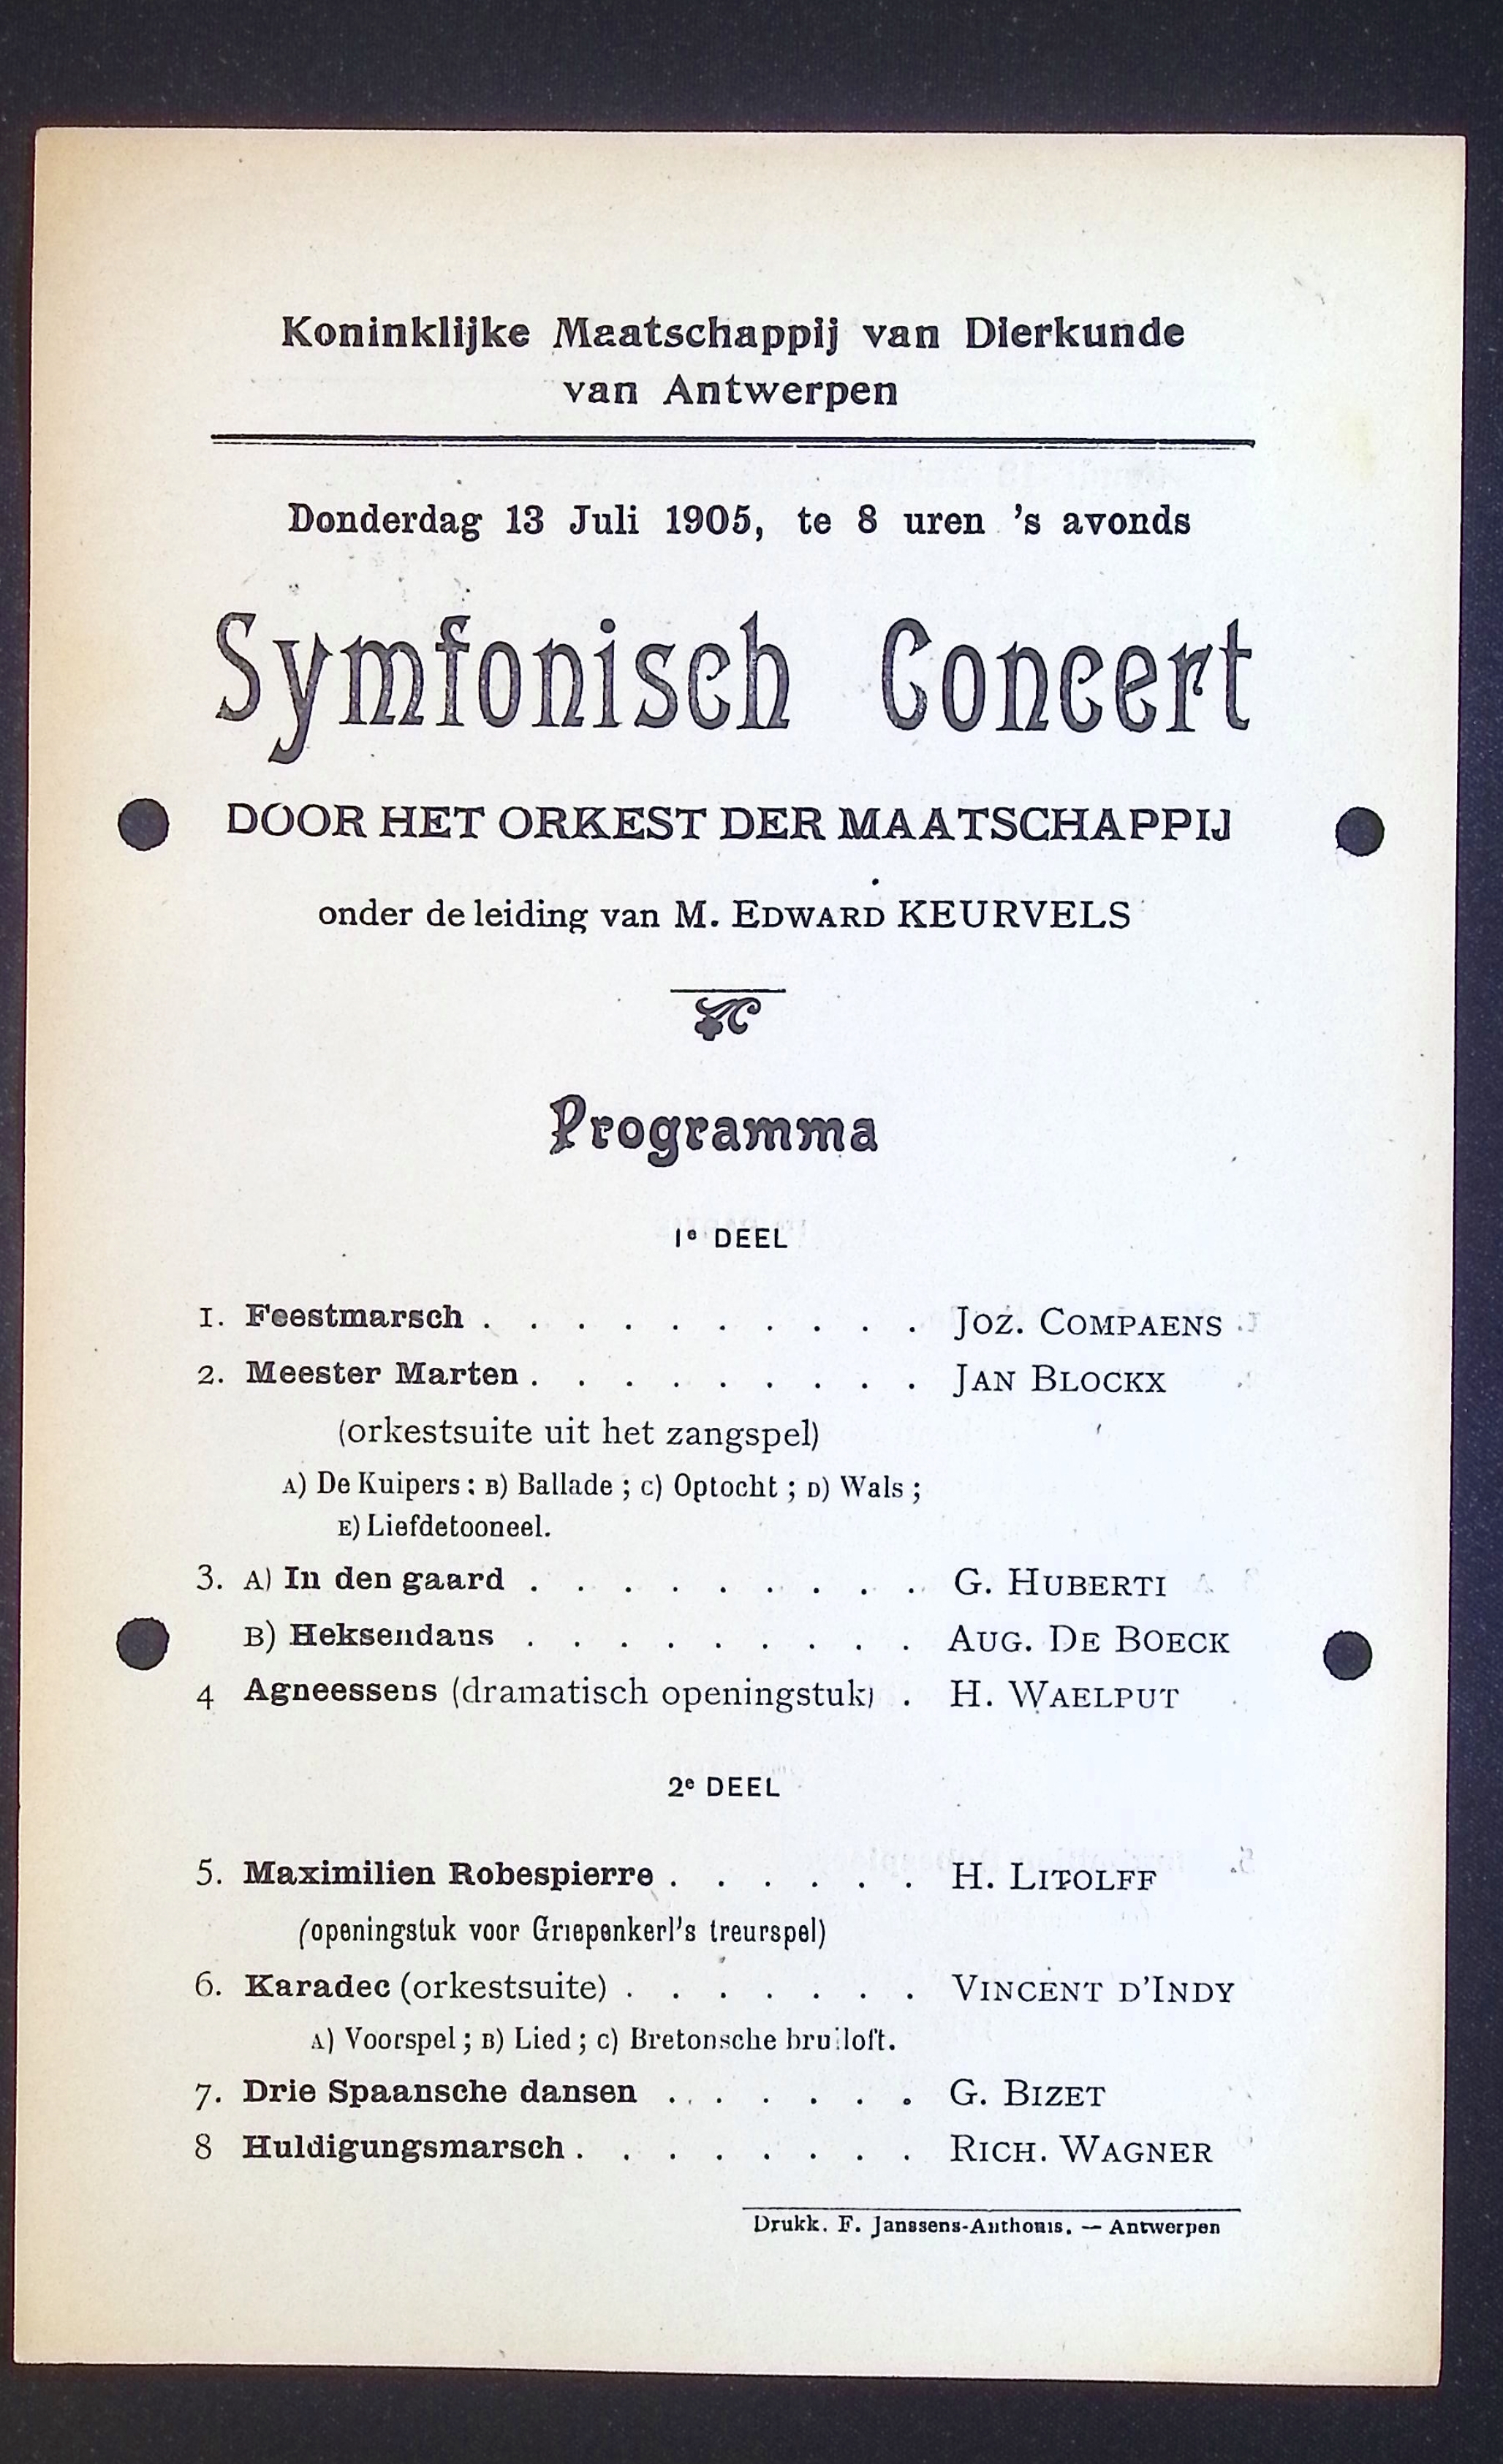 Koninklijke Maatschappij van Dierkunde
van Antwerpen
Donderdag 13 Juli 1905, te 8 uren 's avonds
Symfonisch Concert
DOOR HET ORKEST DER MAATSCHAPPIJ
onder de leiding van M. EDWARD KEURVELS
Programma
1e DEEL
1. Feestmarsch . . . . . . . . . . JOZ. COMPAENS
2. Meester Marten . . . . . . . . . JAN BLOCKX
(orkestsuite uit het zangspel)
A) De Kuipers ; B) Ballade ; C) Optocht ; D) Wals ;
E) Liefdetooneel.
3. A) In den gaard . . . . . . . . . G. HUBERTI
B) Heksendans . . . . . . . . . AUG. DE BOECK
4 Agneessens (dramatisch openingstuk) . H. WAELPUT
2e DEEL
5. Maximilien Robespierre . . . . . . H. LITOLFF
(openingstuk voor Griepenkerl's treurspel)
6. Karadec (orkestsuite) . . . . . . . VINCENT D'INDY
A) Voorspel ; B) Lied ; C) Bretonsche bruiloft.
7. Drie Spaansche dansen . . . . . . G. BIZET
8 Huldigungsmarsch . . . . . . . . RICH. WAGNER
Drukk. F. Janssens-Anthonis. — Antwerpen